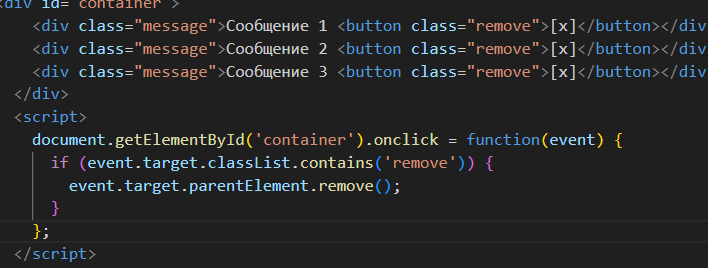 <div id="container">
<div class="message">Сообщение 1 <button class="remove">[x]</button></div
<div class="message">Сообщение 2 <button class="remove">[x]</button></div
<div class="message">Сообщение 3 <button class="remove">[x]</button></div
</div>
<script>
document.getElementById('container').onclick = function(event) {
if (event.target.classList.contains('remove')) {
event.target.parentElement.remove();
}
};
</script>